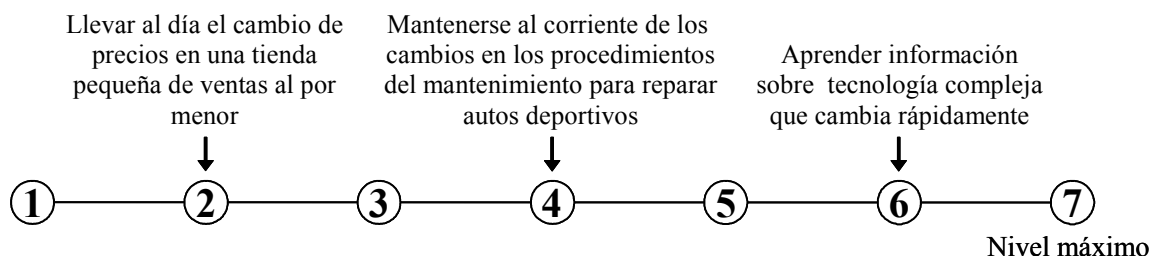 Llevar al día el cambio de
precios en una tienda
pequeña de ventas al por
menor
Mantenerse al corriente de los
cambios en los procedimientos
del mantenimiento para reparar
autos deportivos
Aprender información
sobre tecnología compleja
que cambia rápidamente
1 2 3 4 5 6 7
Nivel máximo